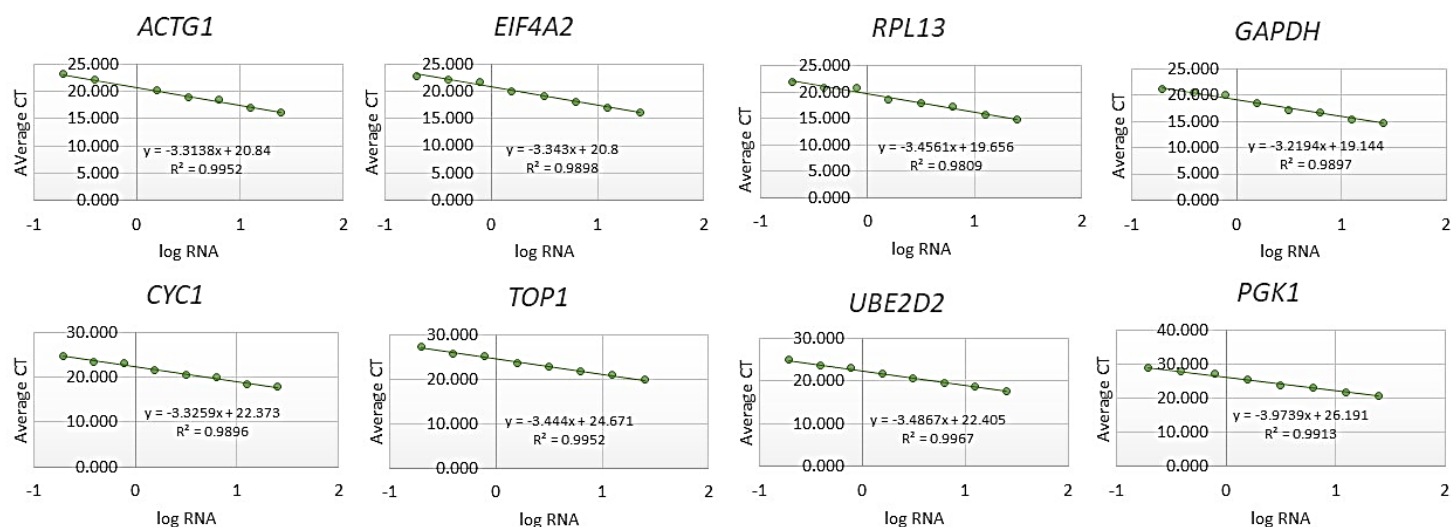 ACTG1
25.000
20.000
15.000
10.000
5.000
0.000
AVerage CT
y = -3.3138x + 20.84
R² = 0.9952
-1 0 1 2
log RNA
EIF4A2
25.000
20.000
15.000
10.000
5.000
0.000
Average CT
y = -3.343x + 20.8
R² = 0.9898
-1 0 1 2
log RNA
RPL13
25.000
20.000
15.000
10.000
5.000
0.000
Average CT
y = -3.4561x + 19.656
R² = 0.9809
-1 0 1 2
log RNA
GAPDH
25.000
20.000
15.000
10.000
5.000
0.000
Average CT
y = -3.2194x + 19.144
R² = 0.9897
-1 0 1 2
log RNA
CYC1
30.000
20.000
10.000
0.000
Average CT
y = -3.3259x + 22.373
R² = 0.9896
-1 0 1 2
log RNA
TOP1
30.000
20.000
10.000
0.000
Average CT
y = -3.444x + 24.671
R² = 0.9952
-1 0 1 2
log RNA
UBE2D2
30.000
20.000
10.000
0.000
Average CT
y = -3.4867x + 22.405
R² = 0.9967
-1 0 1 2
log RNA
PGK1
40.000
30.000
20.000
10.000
0.000
Average CT
y = -3.9739x + 26.191
R² = 0.9913
-1 0 1 2
log RNA